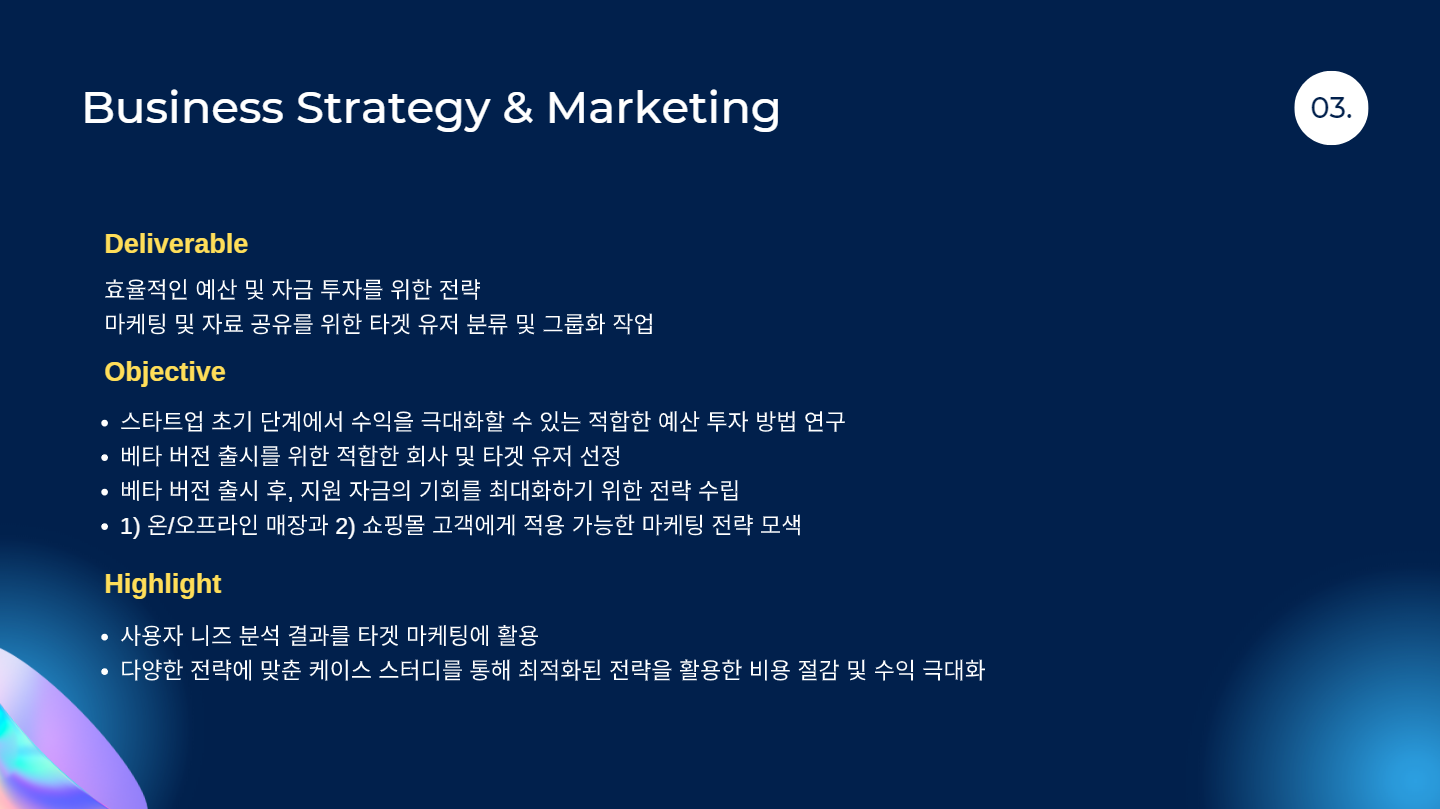 Business Strategy & Marketing
03.
Deliverable
효율적인 예산 및 자금 투자를 위한 전략
마케팅 및 자료 공유를 위한 타겟 유저 분류 및 그룹화 작업
Objective
• 스타트업 초기 단계에서 수익을 극대화할 수 있는 적합한 예산 투자 방법 연구
• 베타 버전 출시를 위한 적합한 회사 및 타겟 유저 선정
• 베타 버전 출시 후, 지원 자금의 기회를 최대화하기 위한 전략 수립
• 1) 온/오프라인 매장과 2) 쇼핑몰 고객에게 적용 가능한 마케팅 전략 모색
Highlight
• 사용자 니즈 분석 결과를 타겟 마케팅에 활용
• 다양한 전략에 맞춘 케이스 스터디를 통해 최적화된 전략을 활용한 비용 절감 및 수익 극대화